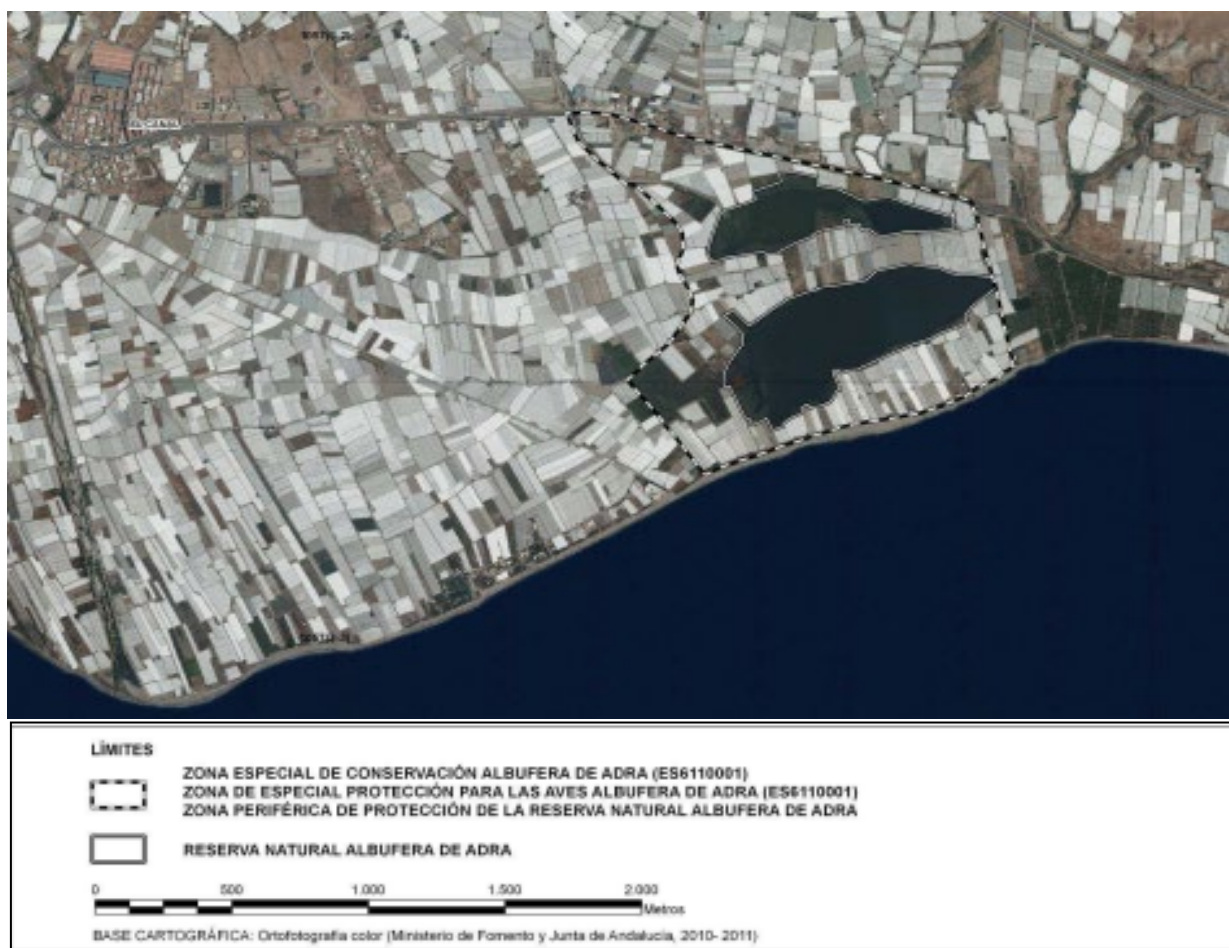 LÍMITES
ZONA ESPECIAL DE CONSERVACIÓN ALBUFERA DE ADRA (ES6110001)
ZONA DE ESPECIAL PROTECCIÓN PARA LAS AVES ALBUFERA DE ADRA (ES6110001)
ZONA PERIFÉRICA DE PROTECCIÓN DE LA RESERVA NATURAL ALBUFERA DE ADRA
RESERVA NATURAL ALBUFERA DE ADRA
0 500 1.000 1.500 2.000
Metros
BASE CARTOGRÁFICA: Ortofotografía color (Ministerio de Fomento y Junta de Andalucía, 2010- 2011)